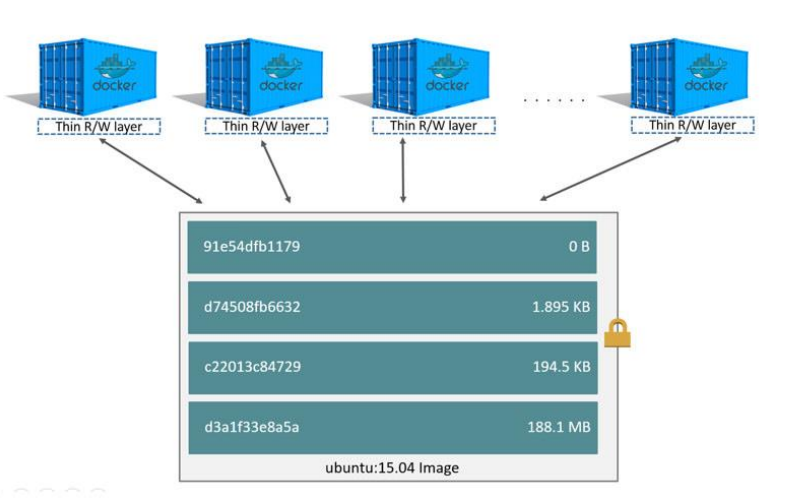 docker docker docker docker
Thin R/W layer Thin R/W layer Thin R/W layer ...... Thin R/W layer
91e54dfb1179 0 B
d74508fb6632 1.895 KB
c22013c84729 194.5 KB
d3a1f33e8a5a 188.1 MB
ubuntu:15.04 Image